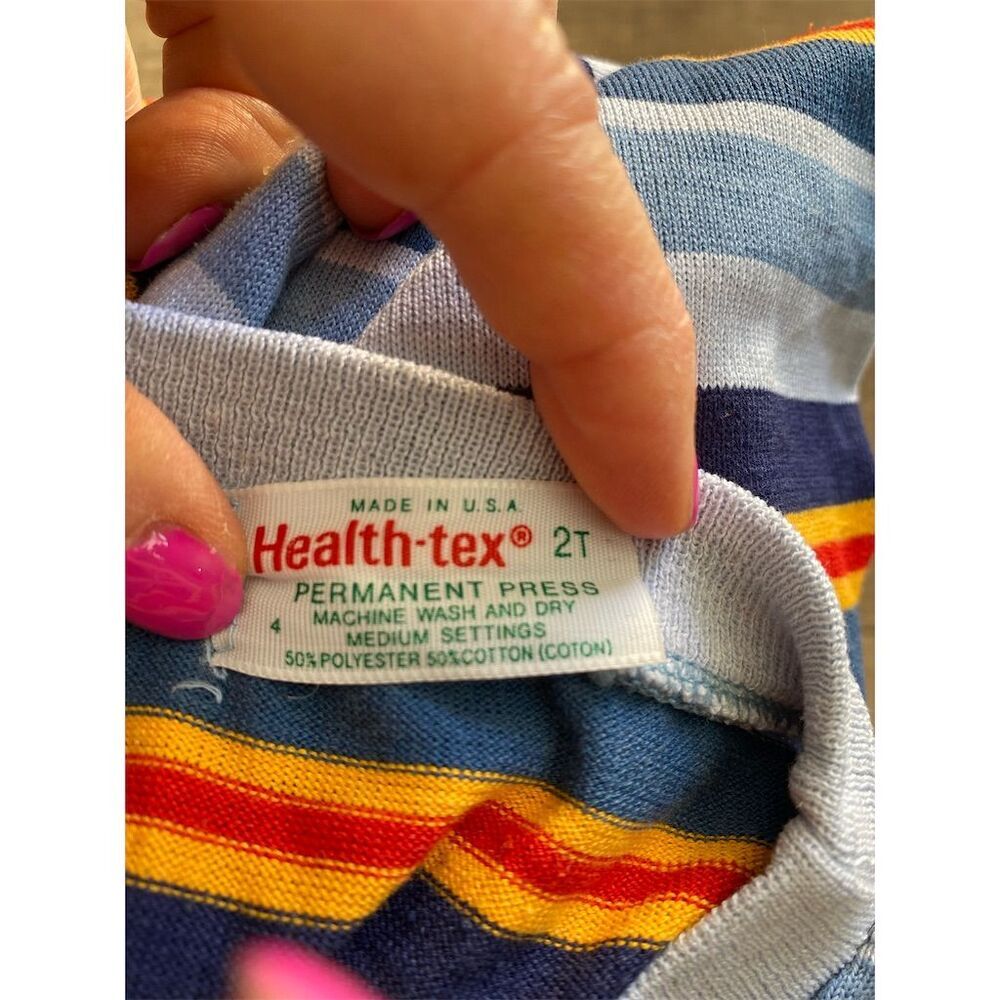 MADE IN U.S.A.
Health-tex® 2T
PERMANENT PRESS
4 MACHINE WASH AND DRY
MEDIUM SETTINGS
50% POLYESTER 50% COTTON (COTON)